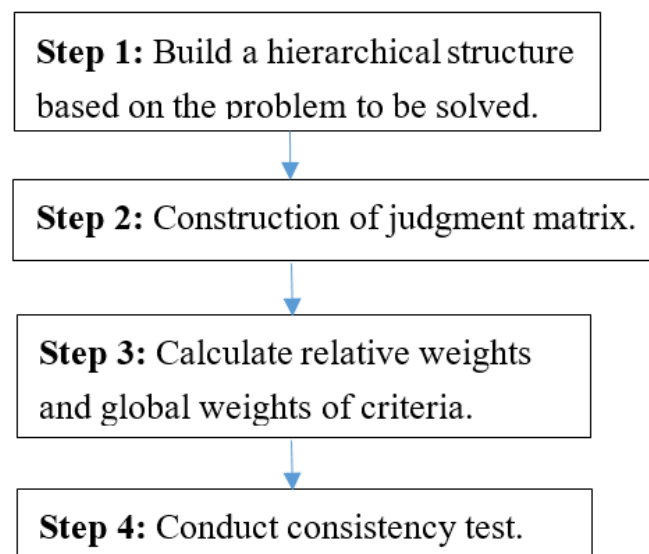 Step 1: Build a hierarchical structure
based on the problem to be solved.
Step 2: Construction of judgment matrix.
Step 3: Calculate relative weights
and global weights of criteria.
Step 4: Conduct consistency test.